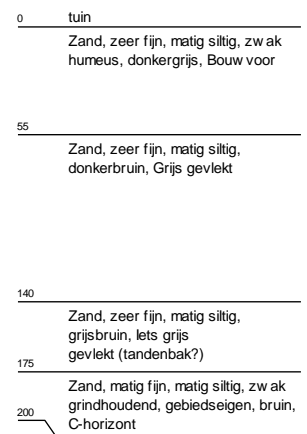 0 tuin
Zand, zeer fijn, matig siltig, zwak
humeus, donkergrijs, Bouw voor
55
Zand, zeer fijn, matig siltig,
donkerbruin, Grijs gevlekt
140
Zand, zeer fijn, matig siltig,
grijsbruin, Iets grijs
gevlekt (tandenbak?)
175
Zand, matig fijn, matig siltig, zwak
grindhoudend, gebiedseigen, bruin,
200 C-horizont